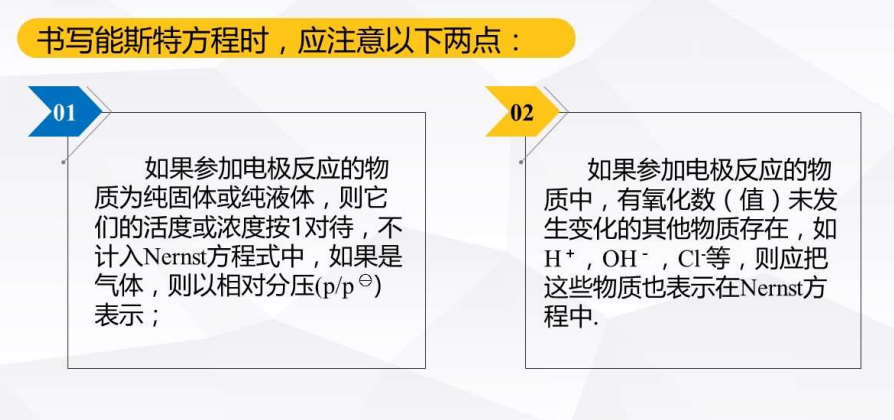 书写能斯特方程时，应注意以下两点：
01
如果参加电极反应的物
质为纯固体或纯液体，则它
们的活度或浓度按1对待，不
计入Nernst方程式中，如果是
气体，则以相对分压(p/p⊖)
表示；
02
如果参加电极反应的物
质中，有氧化数（值）未发
生变化的其他物质存在，如
H⁺，OH⁻，Cl⁻等，则应把
这些物质也表示在Nernst方
程中.